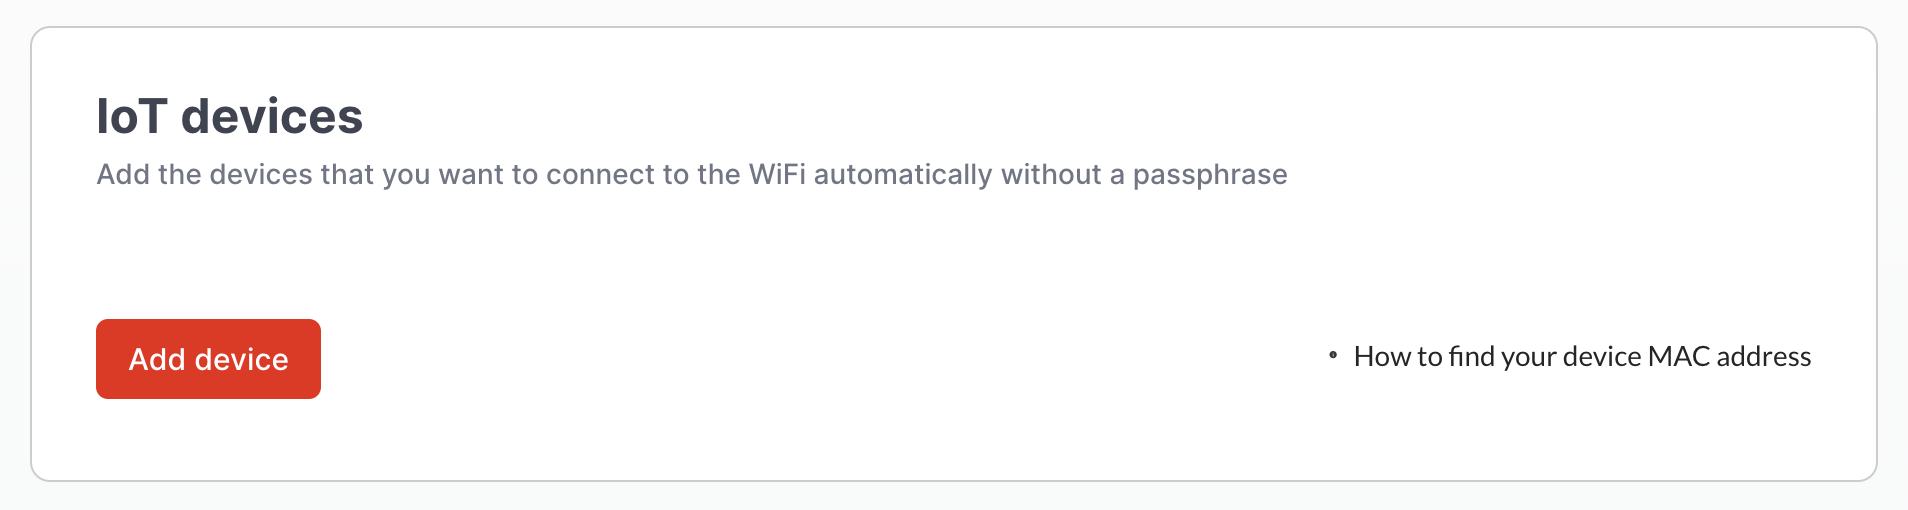 IoT devices
Add the devices that you want to connect to the WiFi automatically without a passphrase
Add device
How to find your device MAC address